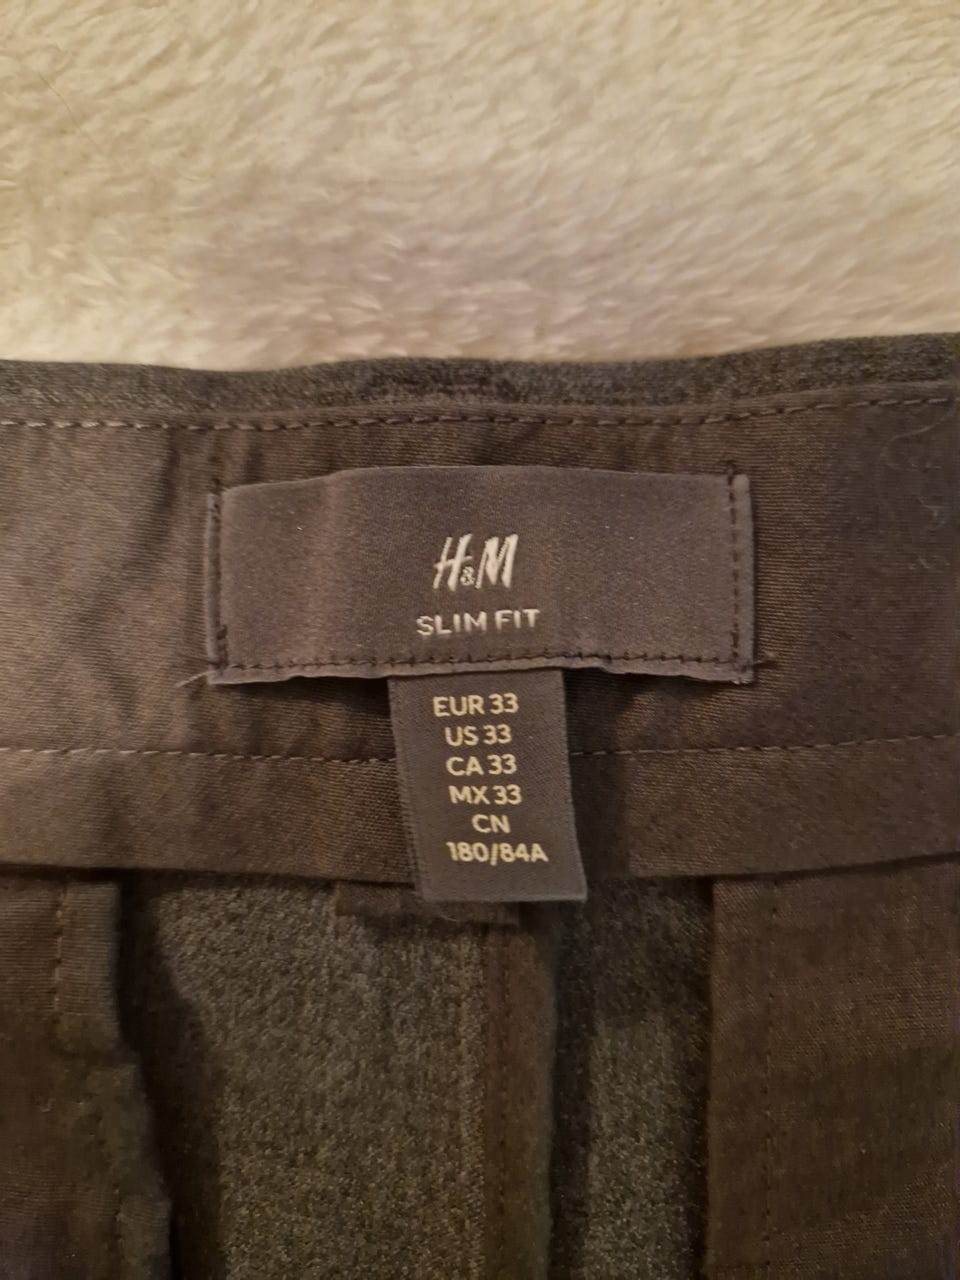 H&M
SLIM FIT
EUR 33
US 33
CA 33
MX 33
CN
180/84A